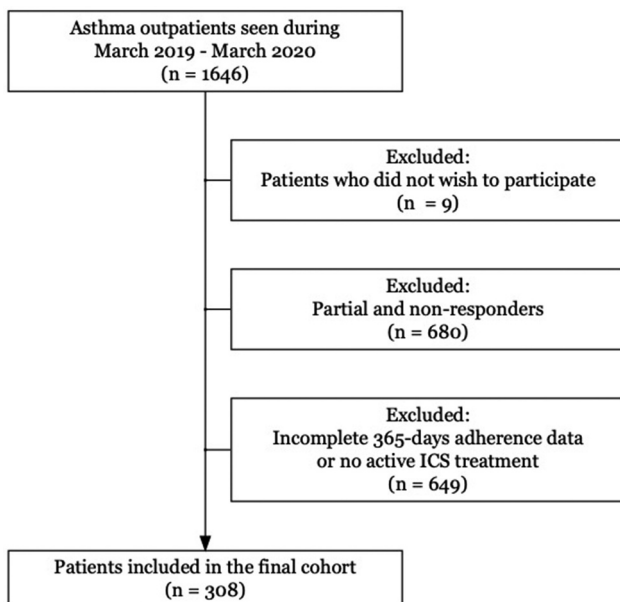 Asthma outpatients seen during
March 2019 - March 2020
(n = 1646)
Excluded:
Patients who did not wish to participate
(n = 9)
Excluded:
Partial and non-responders
(n = 680)
Excluded:
Incomplete 365-days adherence data
or no active ICS treatment
(n = 649)
Patients included in the final cohort
(n = 308)